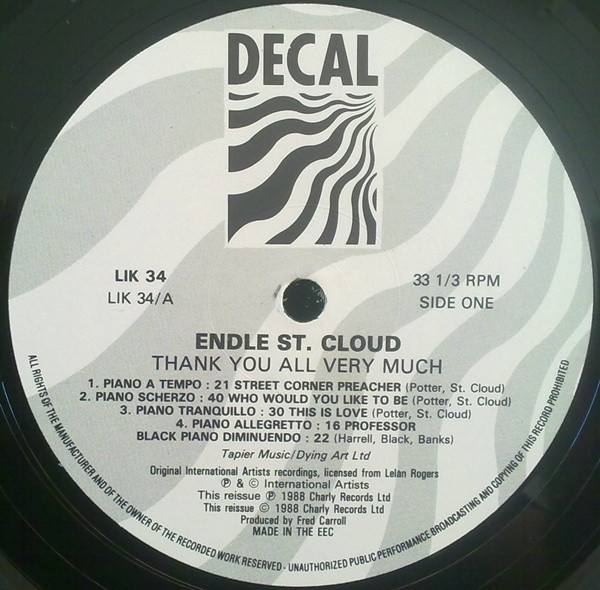 DECAL
LIK 34
LIK 34/A
33 1/3 RPM
SIDE ONE
ENDLE ST. CLOUD
THANK YOU ALL VERY MUCH
1. PIANO A TEMPO : 21 STREET CORNER PREACHER (Potter, St. Cloud)
2. PIANO SCHERZO : 40 WHO WOULD YOU LIKE TO BE (Potter, St. Cloud)
3. PIANO TRANQUILLO : 30 THIS IS LOVE (Potter, St. Cloud)
4. PIANO ALLEGRETTO : 16 PROFESSOR
BLACK PIANO DIMINUENDO : 22 (Harrell, Black, Banks)
Tapier Music/Dying Art Ltd
Original International Artists recordings, licensed from Lelan Rogers
℗ & © International Artists
This reissue ℗ 1988 Charly Records Ltd
This reissue © 1988 Charly Records Ltd
Produced by Fred Carroll
MADE IN THE EEC
ALL RIGHTS OF THE MANUFACTURER AND OF THE OWNER OF THE RECORDED WORK RESERVED - UNAUTHORIZED PUBLIC PERFORMANCE BROADCASTING AND COPYING OF THIS RECORD PROHIBITED